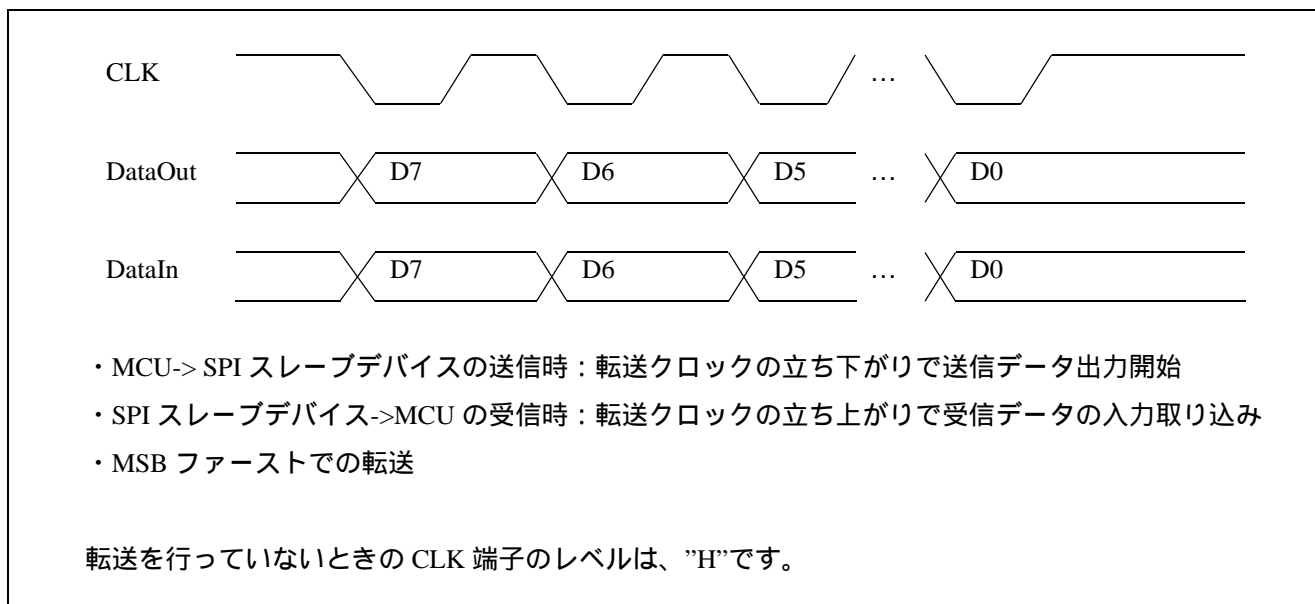 CLK …
DataOut D7 D6 D5 … D0
DataIn D7 D6 D5 … D0
・MCU-> SPI スレーブデバイスの送信時：転送クロックの立ち下がりで送信データ出力開始
・SPI スレーブデバイス->MCU の受信時：転送クロックの立ち上がりで受信データの入力取り込み
・MSB ファーストでの転送
転送を行っていないときの CLK 端子のレベルは、”H”です。